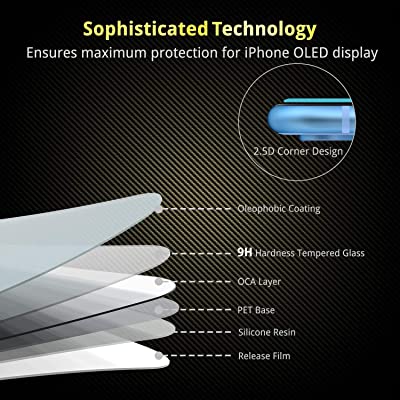 Sophisticated Technology
Ensures maximum protection for iPhone OLED display
2.5D Corner Design
Oleophobic Coating
9H Hardness Tempered Glass
OCA Layer
PET Base
Silicone Resin
Release Film